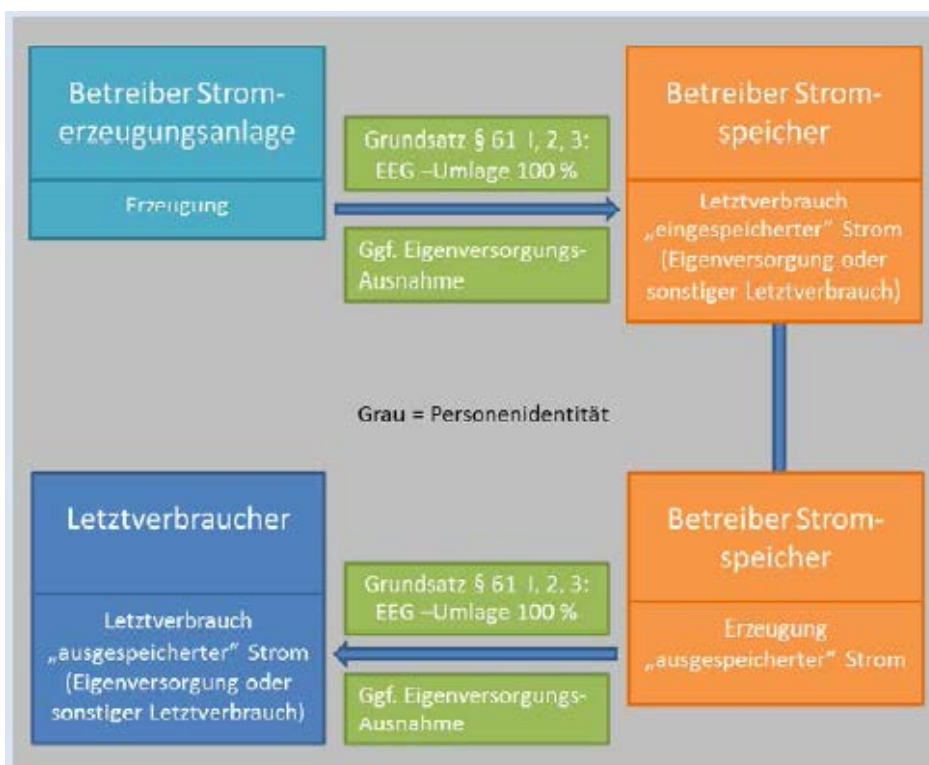 Betreiber Strom-
erzeugungsanlage
Erzeugung
Grundsatz § 61 I, 2, 3:
EEG –Umlage 100 %
Ggf. Eigenversorgungs-
Ausnahme
Betreiber Strom-
speicher
Letztverbrauch
„eingespeicherter“ Strom
(Eigenversorgung oder
sonstiger Letztverbrauch)
Grau = Personenidentität
Betreiber Strom-
speicher
Erzeugung
„ausgespeicherter“ Strom
Grundsatz § 61 I, 2, 3:
EEG –Umlage 100 %
Ggf. Eigenversorgungs-
Ausnahme
Letztverbraucher
Letztverbrauch
„ausgespeicherter“ Strom
(Eigenversorgung oder
sonstiger Letztverbrauch)